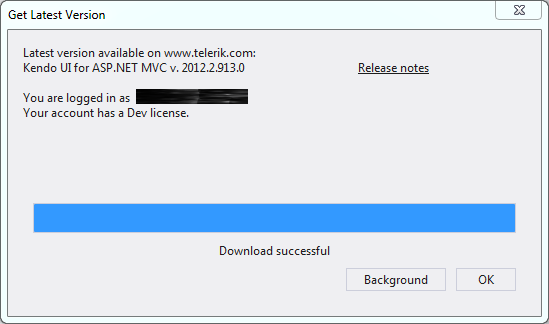 Get Latest Version
Latest version available on www.telerik.com:
Kendo UI for ASP.NET MVC v. 2012.2.913.0 Release notes
You are logged in as
Your account has a Dev license.
Download successful
Background OK